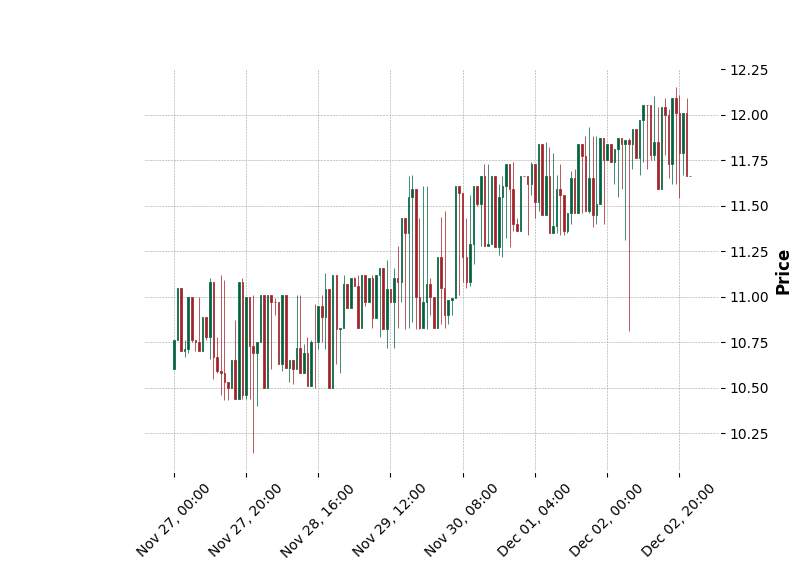 12.25
12.00
11.75
11.50
11.25
11.00
10.75
10.50
10.25
Price
Nov 27, 00:00
Nov 27, 20:00
Nov 28, 16:00
Nov 29, 12:00
Nov 30, 08:00
Dec 01, 04:00
Dec 02, 00:00
Dec 02, 20:00